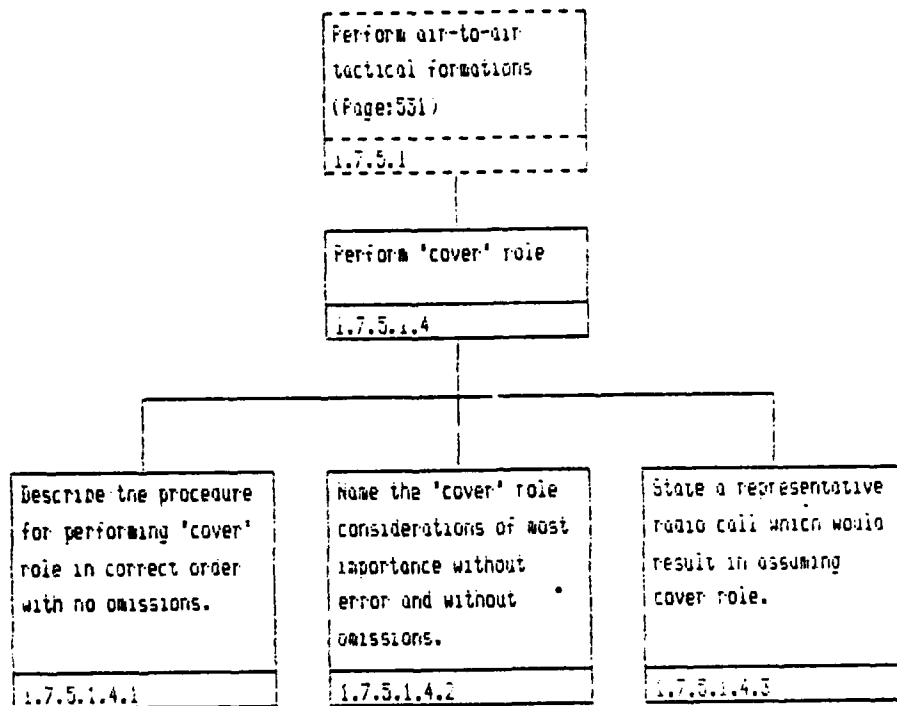 Perform air-to-air
tactical formations
(Page:531)
1.7.5.1
Perform 'cover' role
1.7.5.1.4
Describe the procedure
for performing 'cover'
role in correct order
with no omissions.
1.7.5.1.4.1
Name the 'cover' role
considerations of most
importance without
error and without
omissions.
1.7.5.1.4.2
State a representative
radio call which would
result in assuming
cover role.
1.7.5.1.4.3